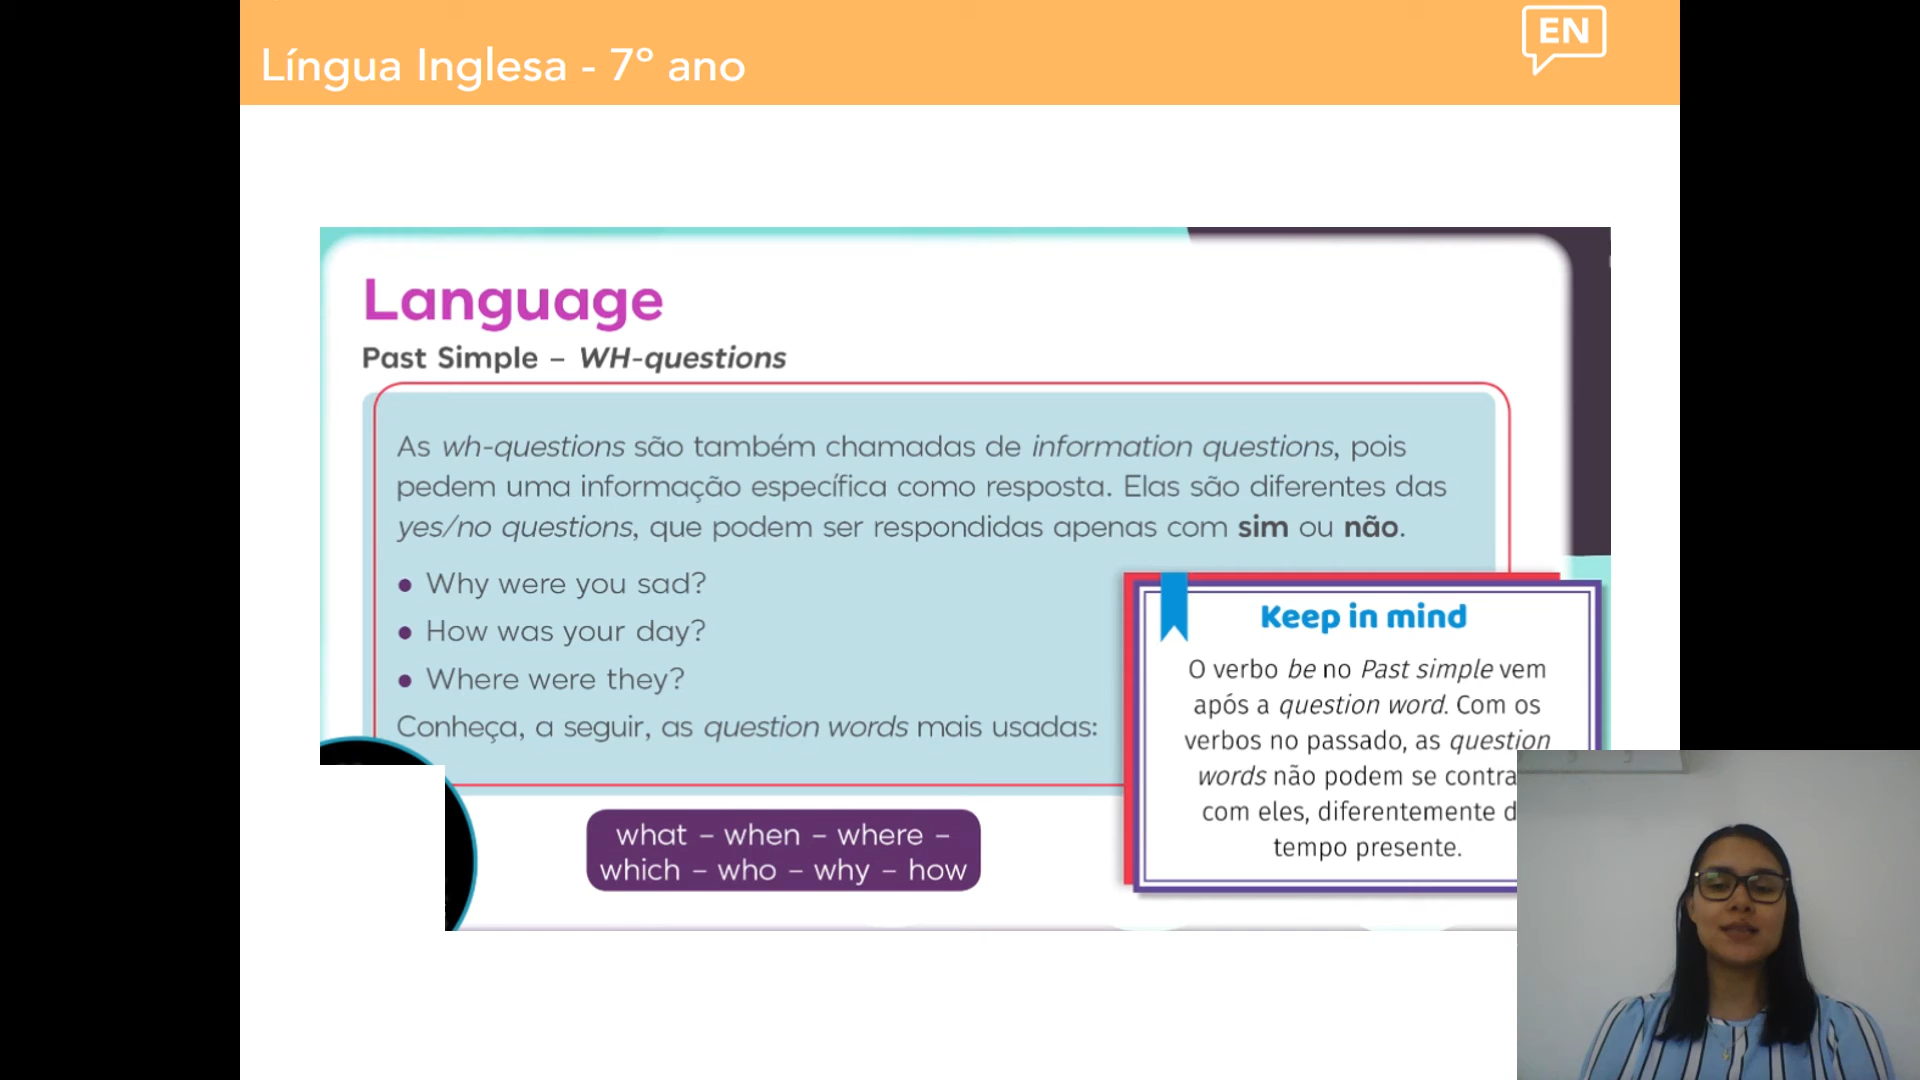 Língua Inglesa - 7º ano
EN
Language
Past Simple – WH-questions
As wh-questions são também chamadas de information questions, pois
pedem uma informação específica como resposta. Elas são diferentes das
yes/no questions, que podem ser respondidas apenas com sim ou não.
• Why were you sad?
• How was your day?
• Where were they?
Conheça, a seguir, as question words mais usadas:
what – when – where –
which – who – why – how
Keep in mind
O verbo be no Past simple vem
após a question word. Com os
verbos no passado, as question
words não podem se
com eles, diferentemente
tempo presente.